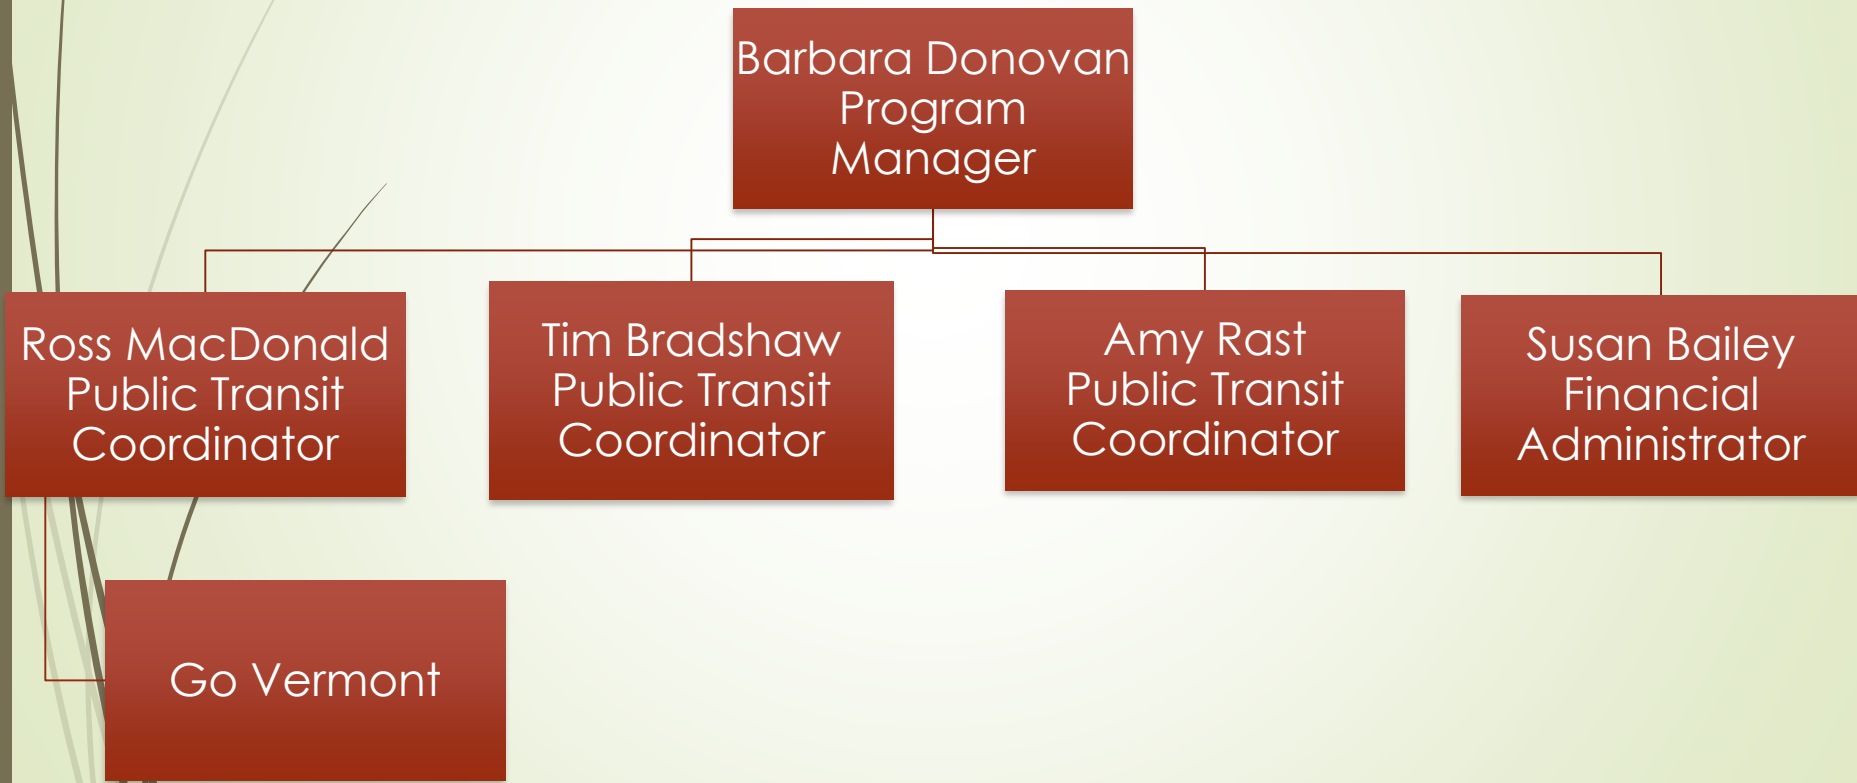 Barbara Donovan
Program
Manager
Ross MacDonald
Public Transit
Coordinator
Tim Bradshaw
Public Transit
Coordinator
Amy Rast
Public Transit
Coordinator
Susan Bailey
Financial
Administrator
Go Vermont